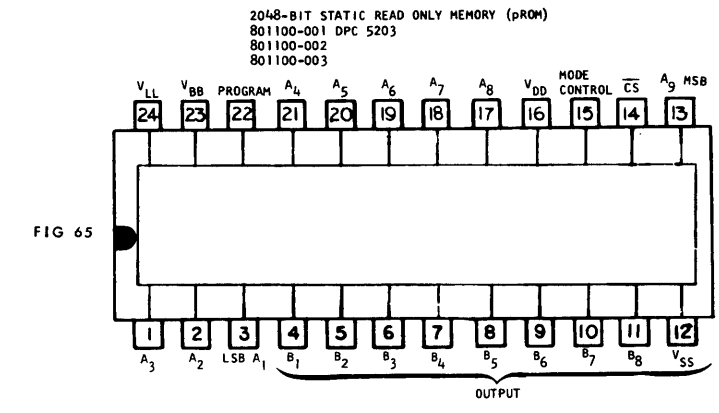 2048-BIT STATIC READ ONLY MEMORY (pROM)
801100-001 DPC 5203
801100-002
801100-003
V_LL V_BB PROGRAM A_4 A_5 A_6 A_7 A_8 V_DD MODE CONTROL C̅S̅ A_9 MSB
24 23 22 21 20 19 18 17 16 15 14 13
FIG 65
1 2 3 4 5 6 7 8 9 10 11 12
A_3 A_2 LSB A_1 B_1 B_2 B_3 B_4 B_5 B_6 B_7 B_8 V_SS
OUTPUT